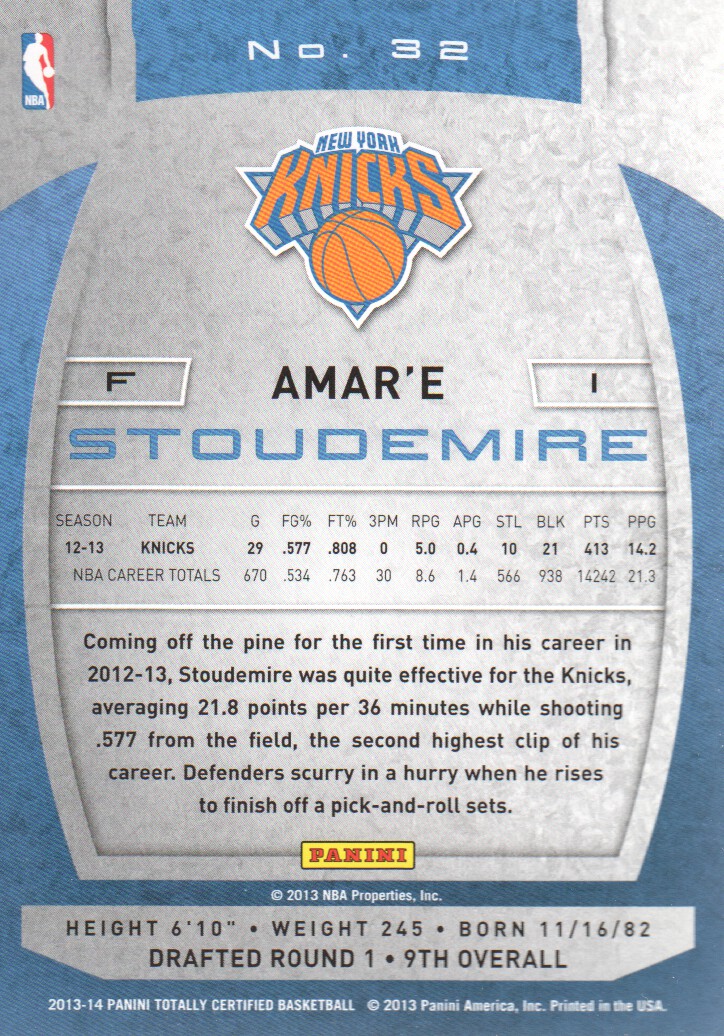 No. 32
NBA
NEW YORK
KNICKS
F
AMAR'E
1
STOUDEMIRE
SEASON TEAM G FG% FT% 3PM RPG APG STL BLK PTS PPG
12-13 KNICKS 29 .577 .808 0 5.0 0.4 10 21 413 14.2
NBA CAREER TOTALS 670 .534 .763 30 8.6 1.4 566 938 14242 21.3
Coming off the pine for the first time in his career in
2012-13, Stoudemire was quite effective for the Knicks,
averaging 21.8 points per 36 minutes while shooting
.577 from the field, the second highest clip of his
career. Defenders scurry in a hurry when he rises
to finish off a pick-and-roll sets.
PANINI
© 2013 NBA Properties, Inc.
HEIGHT 6'10" • WEIGHT 245 • BORN 11/16/82
DRAFTED ROUND 1 • 9TH OVERALL
2013-14 PANINI TOTALLY CERTIFIED BASKETBALL © 2013 Panini America, Inc. Printed in the USA.